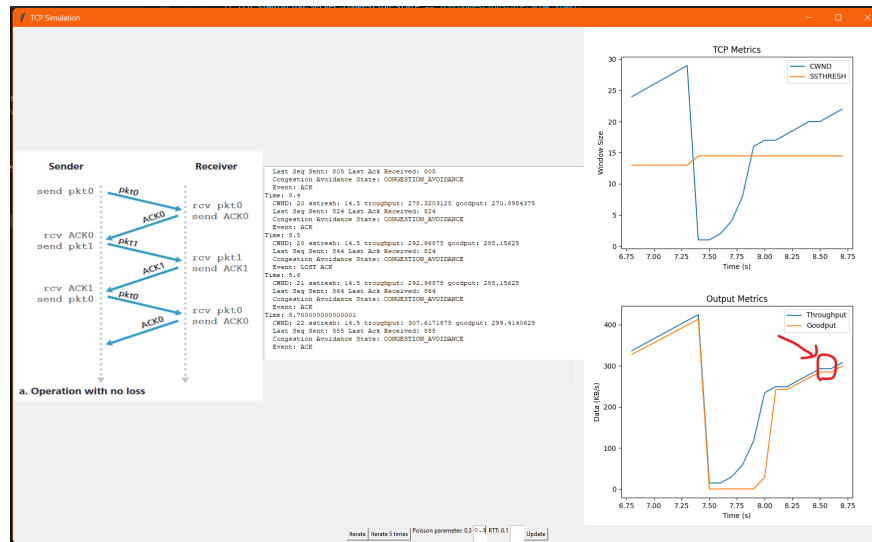 TCP Simulation
Sender Receiver
send pkt0
pkt0
rcv pkt0
send ACK0
ACK0
rcv ACK0
send pkt1
pkt1
rcv pkt1
send ACK1
ACK1
rcv ACK1
send pkt0
pkt0
rcv pkt0
send ACK0
ACK0
a. Operation with no loss
Last Seq Sent: 805 Last Ack Received: 805
Congestion Avoidance State: CONGESTION_AVOIDANCE
Event: ACK
Time: 8.4
CWND: 20 sstresh: 14.5 troughput: 278.3203125 goodput: 270.8984375
Last Seq Sent: 824 Last Ack Received: 824
Congestion Avoidance State: CONGESTION_AVOIDANCE
Event: ACK
Time: 8.5
CWND: 20 sstresh: 14.5 troughput: 292.96875 goodput: 285.15625
Last Seq Sent: 844 Last Ack Received: 824
Congestion Avoidance State: CONGESTION_AVOIDANCE
Event: LOST ACK
Time: 8.6
CWND: 21 sstresh: 14.5 troughput: 292.96875 goodput: 285.15625
Last Seq Sent: 864 Last Ack Received: 864
Congestion Avoidance State: CONGESTION_AVOIDANCE
Event: ACK
Time: 8.700000000000001
CWND: 22 sstresh: 14.5 troughput: 307.6171875 goodput: 299.4140625
Last Seq Sent: 885 Last Ack Received: 885
Congestion Avoidance State: CONGESTION_AVOIDANCE
Event: ACK
TCP Metrics
CWND
SSTHRESH
30
25
20
15
10
5
0
Window Size
6.75 7.00 7.25 7.50 7.75 8.00 8.25 8.50 8.75
Time (s)
Output Metrics
Throughput
Goodput
400
300
200
100
0
Data (KB/s)
6.75 7.00 7.25 7.50 7.75 8.00 8.25 8.50 8.75
Time (s)
Iterate Iterate 5 times Poisson parameter: 0.3 RTT: 0.1 Update